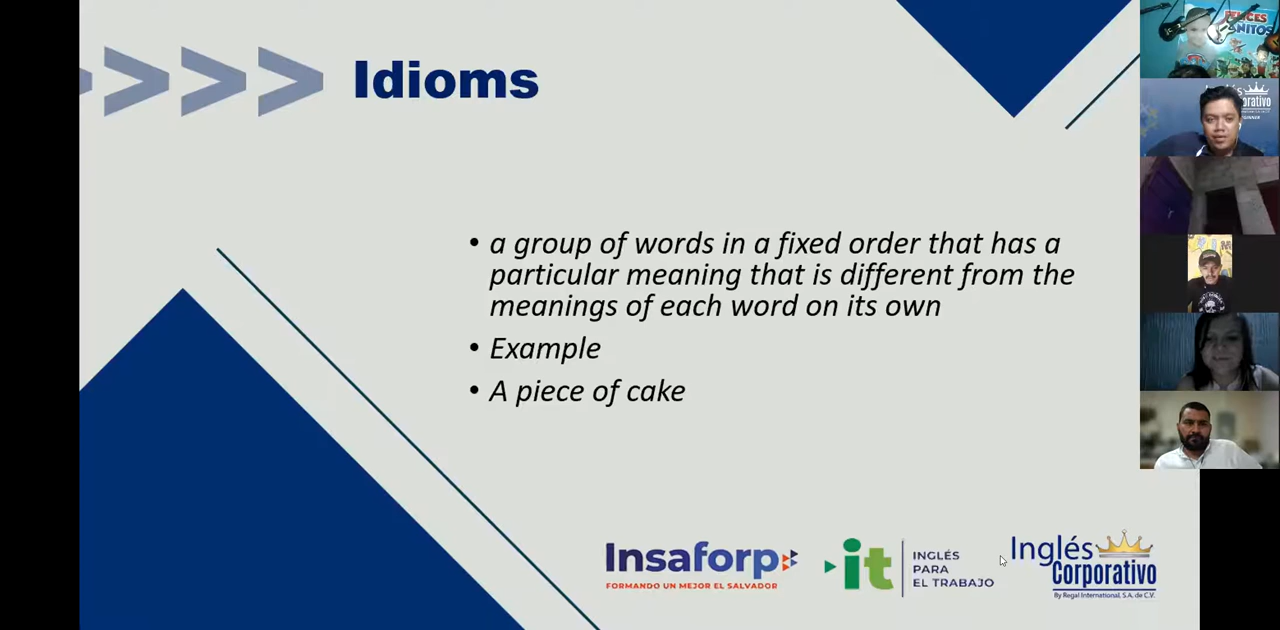 Idioms
• a group of words in a fixed order that has a
particular meaning that is different from the
meanings of each word on its own
• Example
• A piece of cake
Insaforp
FORMANDO UN MEJOR EL SALVADOR
it
INGLÉS
PARA
EL TRABAJO
Inglés
Corporativo
By Regal International, S.A. de C.V.